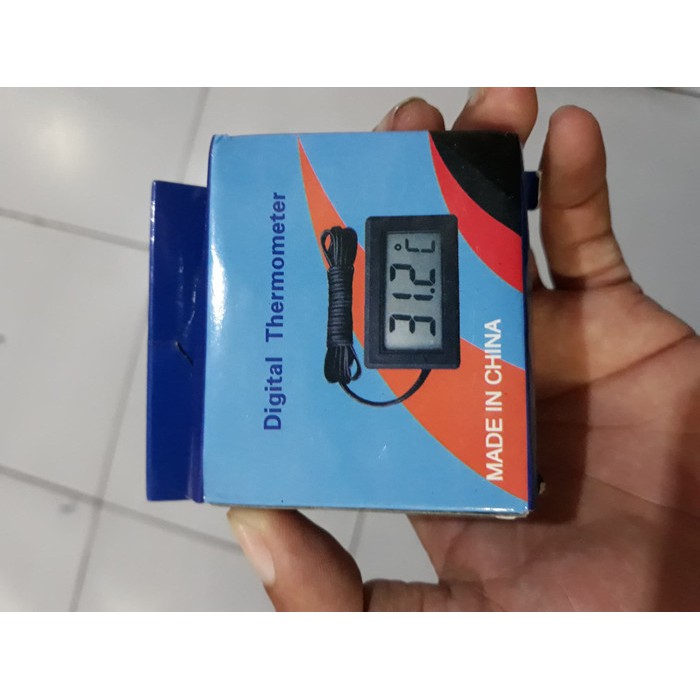 Digital Thermometer
31.2°C
MADE IN CHINA